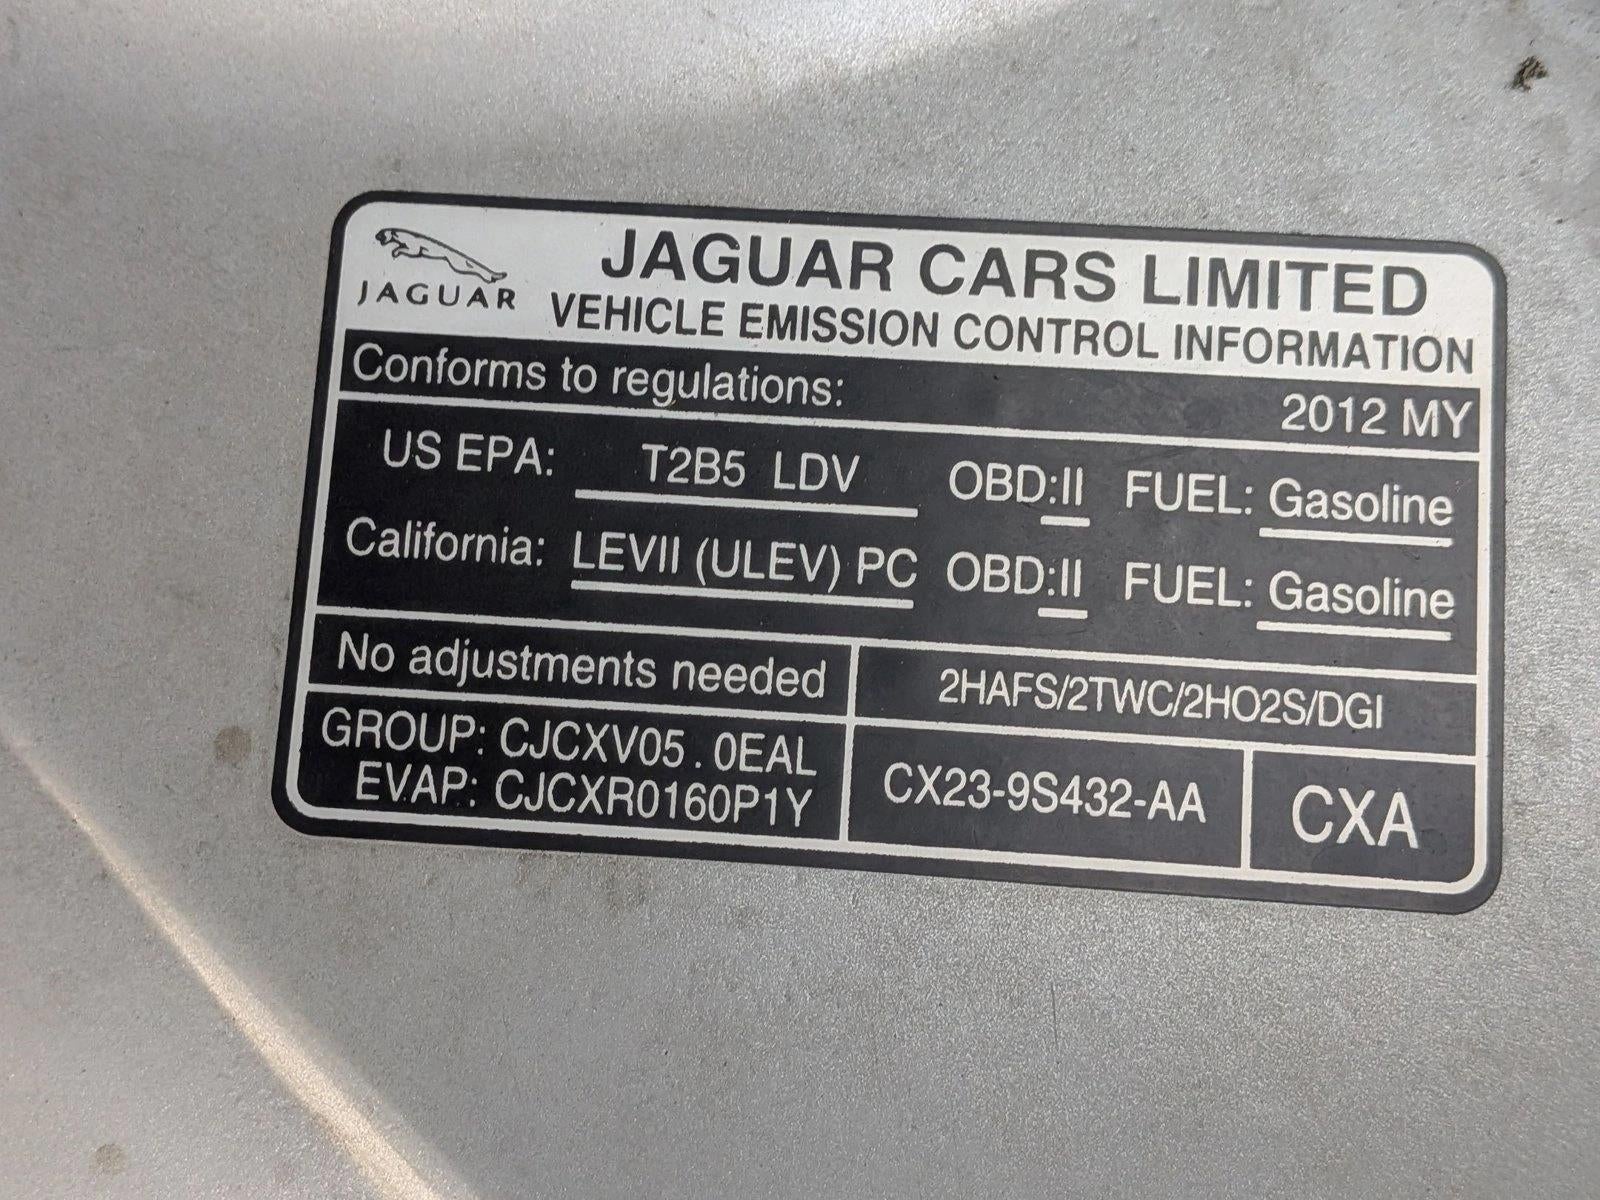 JAGUAR
JAGUAR CARS LIMITED
VEHICLE EMISSION CONTROL INFORMATION
Conforms to regulations: 2012 MY
US EPA: T2B5 LDV OBD:II FUEL: Gasoline
California: LEVII (ULEV) PC OBD:II FUEL: Gasoline
No adjustments needed 2HAFS/2TWC/2HO2S/DGI
GROUP: CJCXV05.0EAL
EVAP: CJCXR0160P1Y
CX23-9S432-AA
CXA